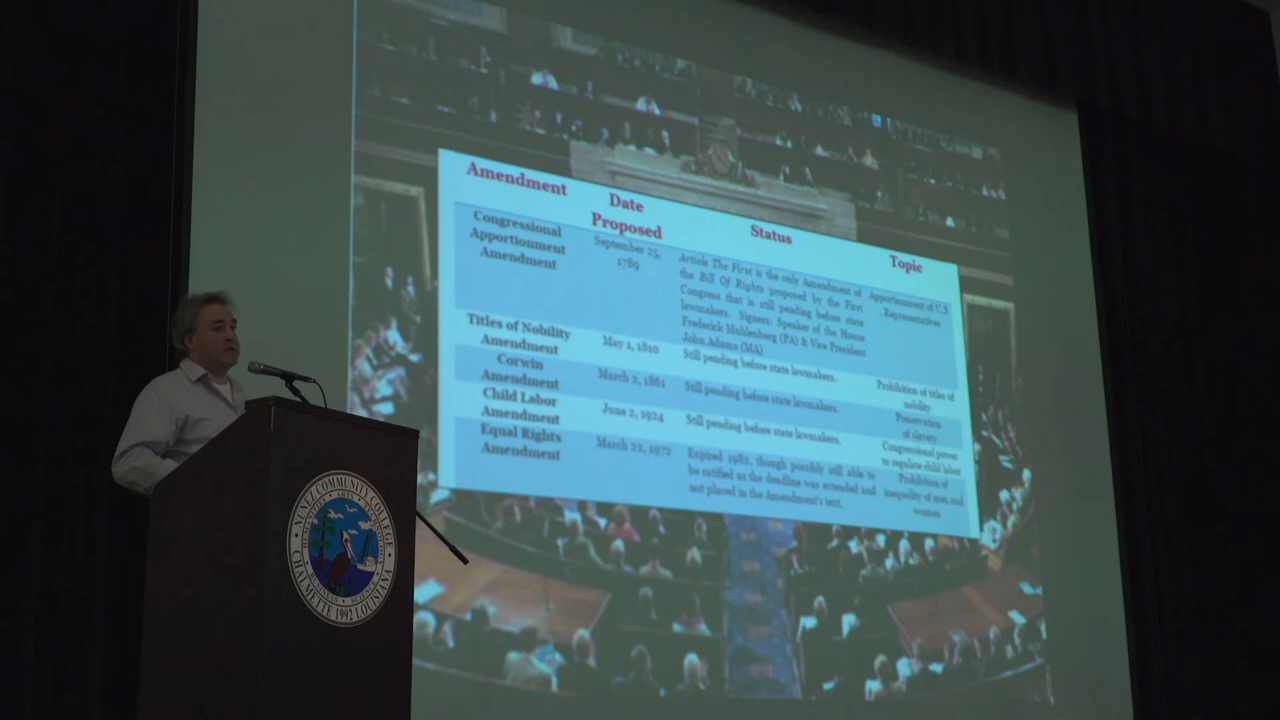 Amendment
Date
Proposed
Status
Topic
Congressional
Apportionment
Amendment
September 25,
1789
Article The First is the only Amendment of
the Bill Of Rights proposed by the First
Congress that is still pending before state
lawmakers. Signers: Speaker of the House
Frederick Muhlenberg (PA) & Vice President
John Adams (MA)
Apportionment of U.S
Representatives
Titles of Nobility
Amendment
May 1, 1810
Still pending before state lawmakers.
Prohibition of titles of
nobility
Corwin
Amendment
March 2, 1861
Still pending before state lawmakers.
Preservation
of slavery
Child Labor
Amendment
June 2, 1924
Still pending before state lawmakers.
Congressional power
to regulate child labor
Equal Rights
Amendment
March 22, 1972
Expired 1982, though possibly still able to
be ratified as the deadline was extended and
not placed in the Amendment's text.
Prohibition of
inequality of men and
women
NUNEZ COMMUNITY COLLEGE
HUMANITIES ARTS
BUSINESS SCIENCE
CHALMETTE 1992 LOUISIANA